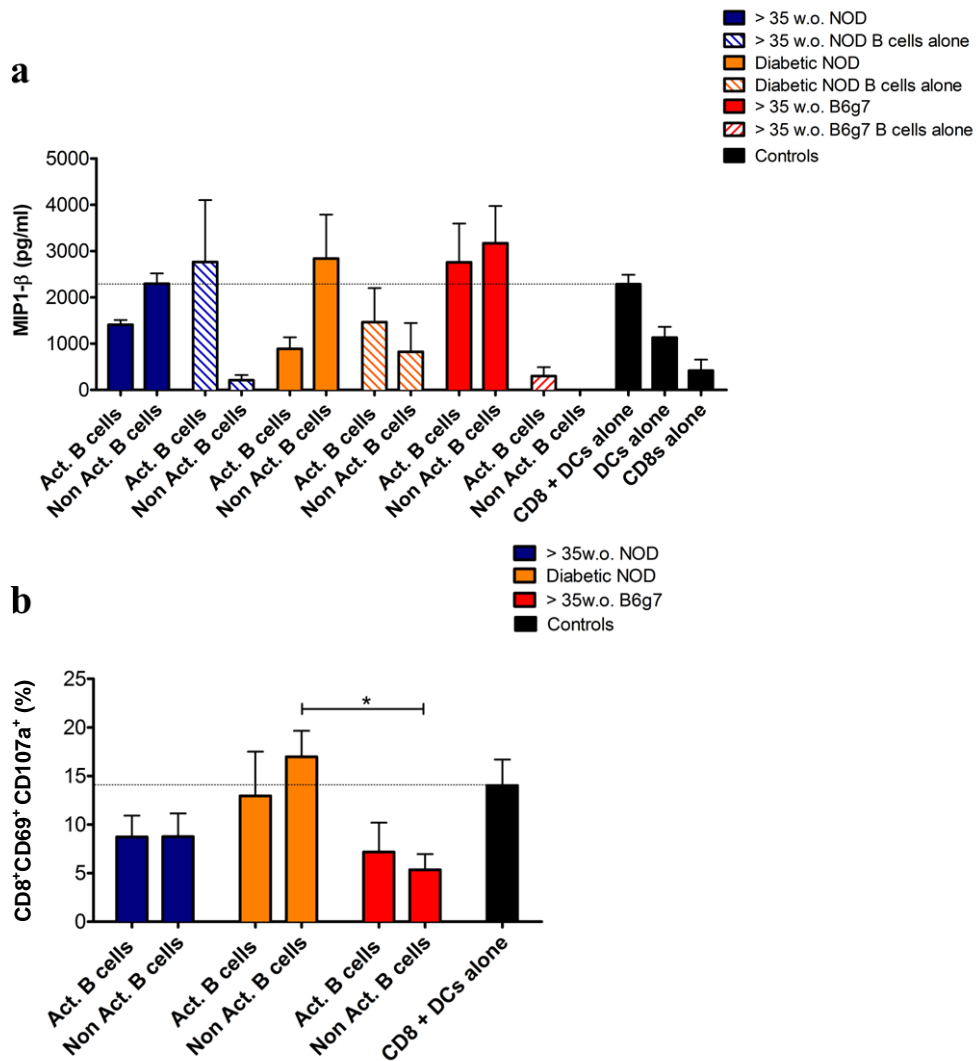 > 35 w.o. NOD
> 35 w.o. NOD B cells alone
Diabetic NOD
Diabetic NOD B cells alone
> 35 w.o. B6g7
> 35 w.o. B6g7 B cells alone
Controls
a
MIP1-β (pg/ml)
5000
4000
3000
2000
1000
0
Act. B cells
Non Act. B cells
Act. B cells
Non Act. B cells
Act. B cells
Non Act. B cells
Act. B cells
Non Act. B cells
Act. B cells
Non Act. B cells
Act. B cells
Non Act. B cells
CD8 + DCs alone
DCs alone
CD8s alone
> 35w.o. NOD
Diabetic NOD
> 35w.o. B6g7
Controls
b
CD8⁺CD69⁺ CD107a⁺ (%)
25
20
15
10
5
0
*
Act. B cells
Non Act. B cells
Act. B cells
Non Act. B cells
Act. B cells
Non Act. B cells
CD8 + DCs alone